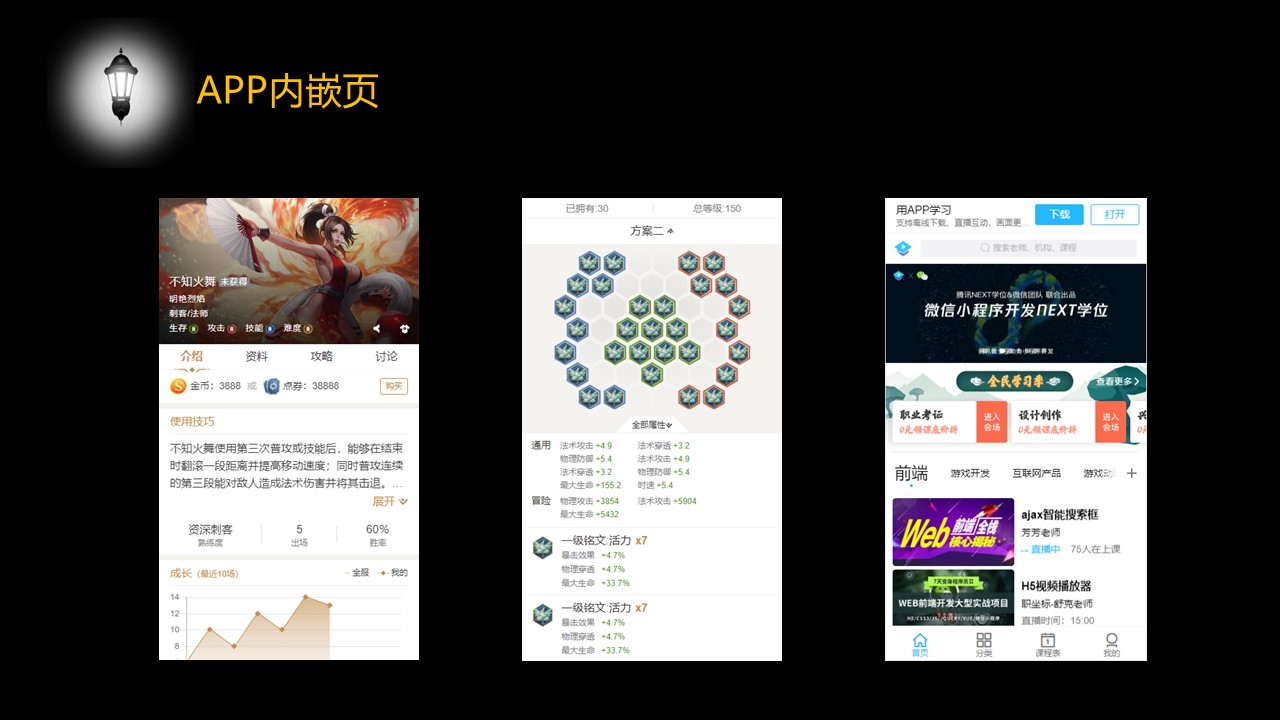 APP内嵌页
不知火舞 未获得
明艳烈焰
刺客/法师
生存 攻击 技能 难度
介绍 资料 攻略 讨论
金币：3888 或 点券：38888 购买
使用技巧
不知火舞使用第三次普攻或技能后，能够在结束
时翻滚一段距离并提高移动速度；同时普攻连续
的第三段能对敌人造成法术伤害并将其击退。...
展开
资深刺客 5 60%
熟练度 出场 胜率
成长 (最近10场) 全服 我的
14
12
10
8
已拥有:30 总等级:150
方案二
全部属性
通用 法术攻击 +4.9 法术穿透 +3.2
物理防御 +5.4 法术攻击 +4.9
法术穿透 +3.2 物理防御 +5.4
最大生命 +155.2 时速 +5.4
冒险 物理攻击 +3854 法术攻击 +5904
最大生命 +5432
一级铭文:活力 x7
暴击效果 +4.7%
物理穿透 +4.7%
最大生命 +33.7%
一级铭文:活力 x7
暴击效果 +4.7%
物理穿透 +4.7%
最大生命 +33.7%
用APP学习
支持离线下载、直播互动，画面更...
下载 打开
搜索老师、机构、课程
腾讯NEXT学位&微信团队 联合出品
微信小程序开发NEXT学位
全民学习季 查看更多
职业考证
0元领课底价拼
进入
会场
设计创作
0元领课底价拼
进入
会场
前端 游戏开发 互联网产品 游戏动
Web前端全线
核心揭秘
ajax智能搜索框
芳芳老师
直播中 75人在上课
7天变身程序员
WEB前端开发大型实战项目
H5视频播放器
职坐标-舒克老师
直播时间：15:00
首页 分类 课程表 我的